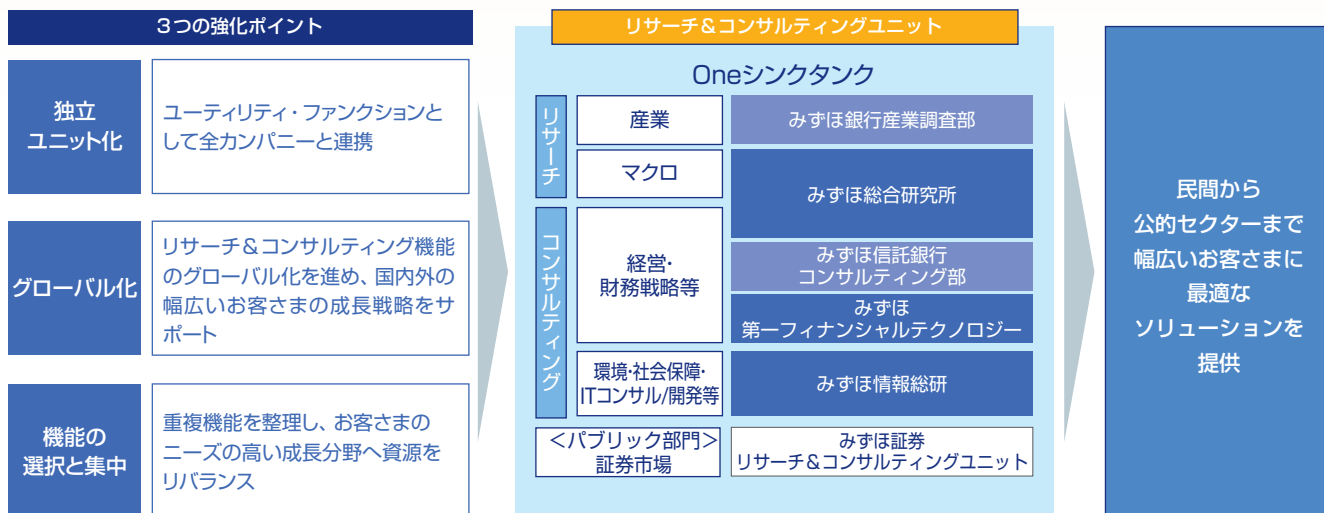 3つの強化ポイント
独立
ユニット化
ユーティリティ・ファンクションと
して全カンパニーと連携
グローバル化
リサーチ&コンサルティング機能
のグローバル化を進め、国内外の
幅広いお客さまの成長戦略をサ
ポート
機能の
選択と集中
重複機能を整理し、お客さまの
ニーズの高い成長分野へ資源を
リバランス
リサーチ&コンサルティングユニット
Oneシンクタンク
リサーチ
産業
みずほ銀行産業調査部
マクロ
みずほ総合研究所
コンサルティング
経営・
財務戦略等
みずほ信託銀行
コンサルティング部
みずほ
第一フィナンシャルテクノロジー
環境・社会保障・
ITコンサル/開発等
みずほ情報総研
<パブリック部門>
証券市場
みずほ証券
リサーチ&コンサルティングユニット
民間から
公的セクターまで
幅広いお客さまに
最適な
ソリューションを
提供